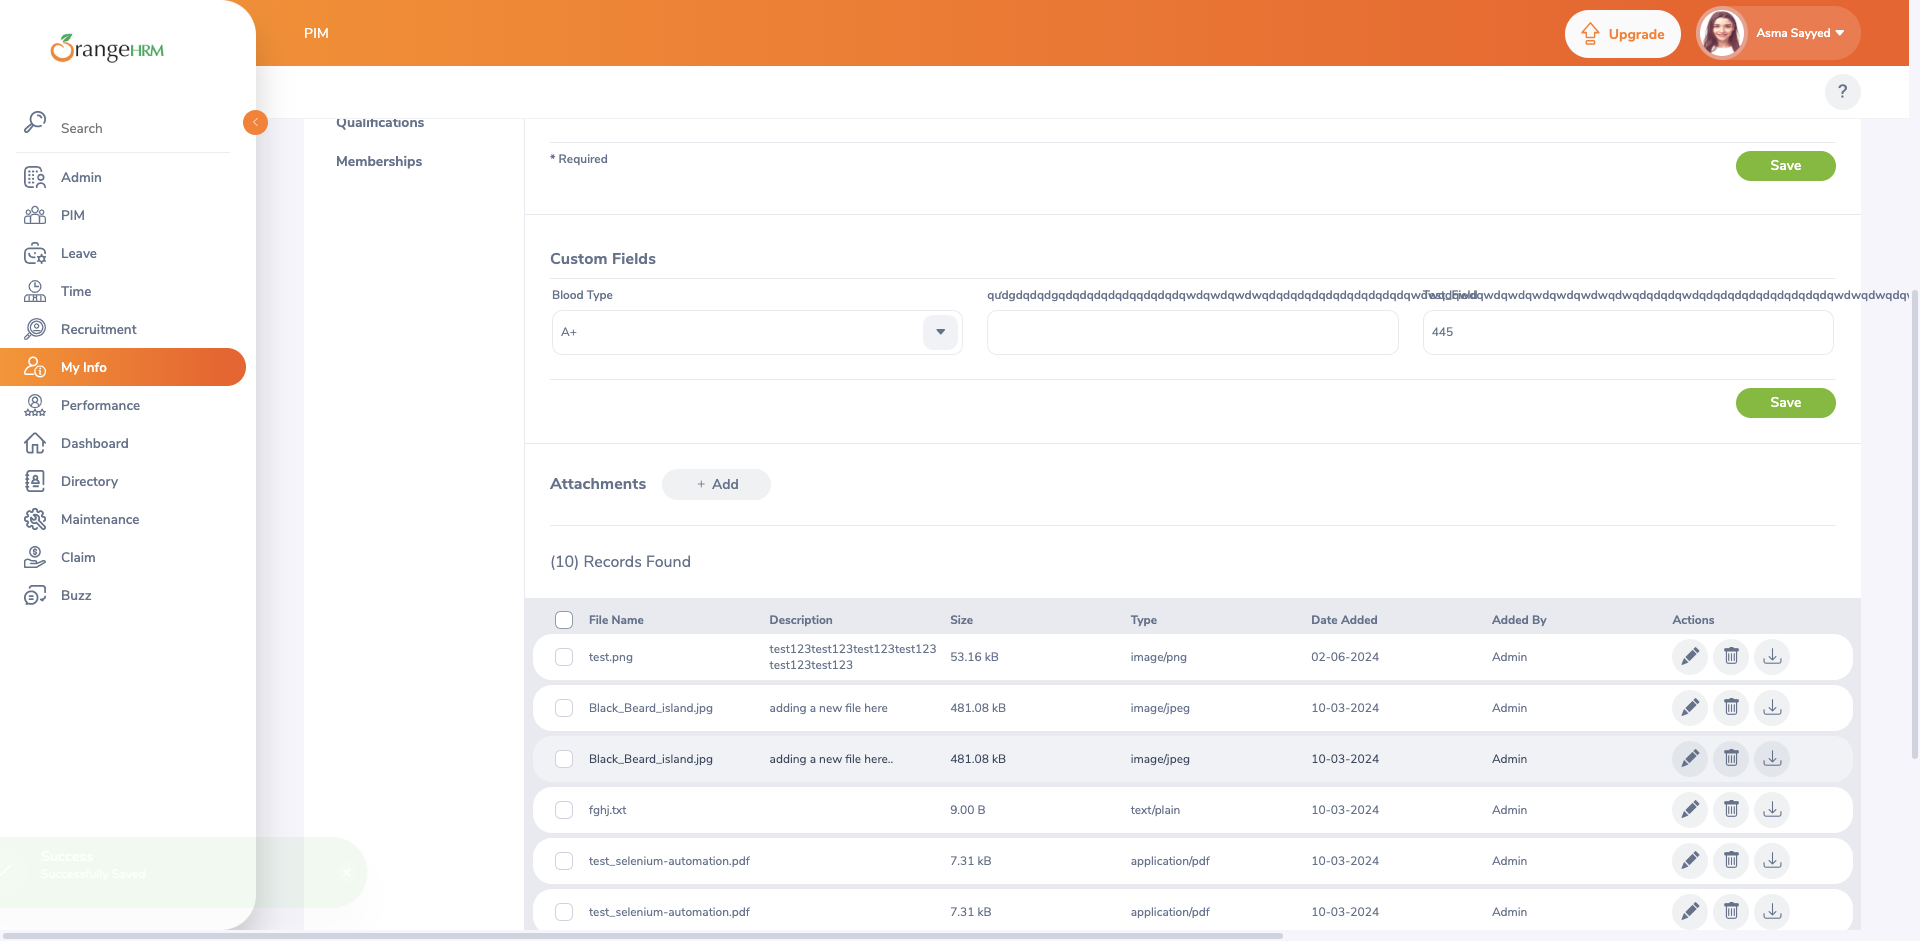 OrangeHRM
PIM
Upgrade
Asma Sayyed
?
Search
Admin
PIM
Leave
Time
Recruitment
My Info
Performance
Dashboard
Directory
Maintenance
Claim
Buzz
Qualifications
Memberships
* Required
Save
Custom Fields
Blood Type
A+
445
Save
Attachments
+ Add
(10) Records Found
File Name Description Size Type Date Added Added By Actions
test.png test123test123test123test123 53.16 kB image/png 02-06-2024 Admin
test123test123
Black_Beard_island.jpg adding a new file here 481.08 kB image/jpeg 10-03-2024 Admin
Black_Beard_island.jpg adding a new file here.. 481.08 kB image/jpeg 10-03-2024 Admin
fghj.txt 9.00 B text/plain 10-03-2024 Admin
test_selenium-automation.pdf 7.31 kB application/pdf 10-03-2024 Admin
test_selenium-automation.pdf 7.31 kB application/pdf 10-03-2024 Admin
Success
Successfully Saved